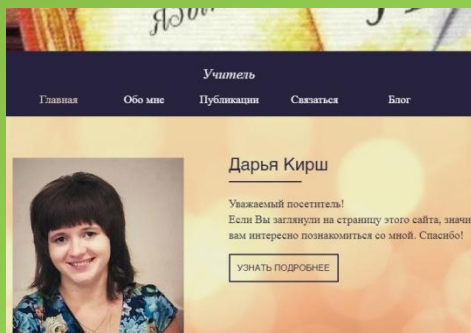 Учитель
Главная Обо мне Публикации Связаться Блог
Дарья Кирш
Уважаемый посетитель!
Если Вы заглянули на страницу этого сайта, значи
вам интересно познакомиться со мной. Спасибо!
УЗНАТЬ ПОДРОБНЕЕ